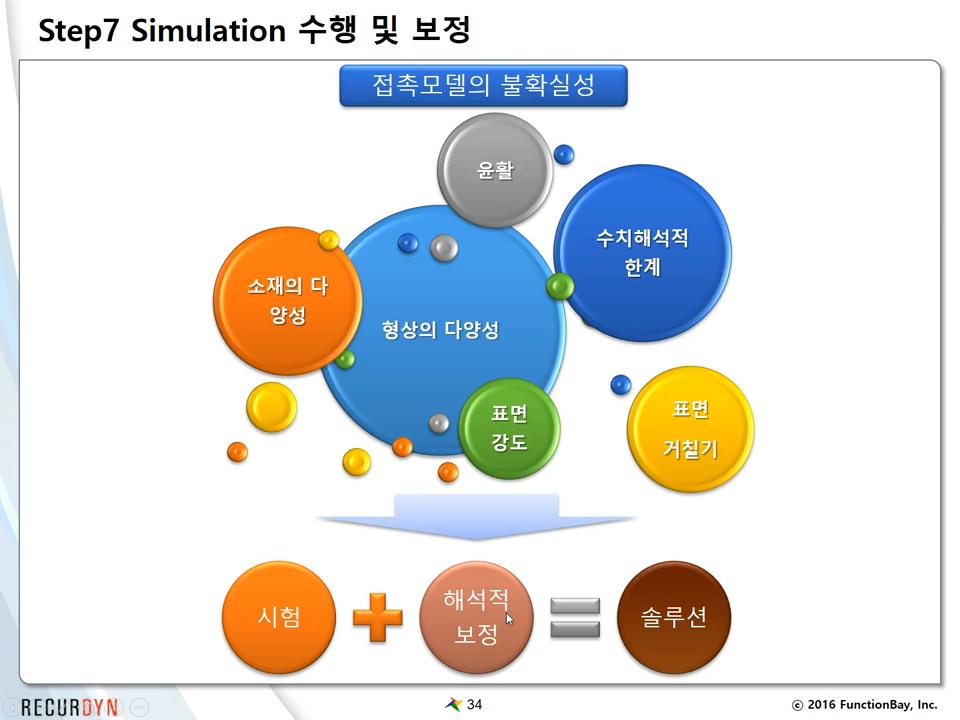 Step7 Simulation 수행 및 보정
접촉모델의 불확실성
윤활
수치해석적
한계
소재의 다
양성
형상의 다양성
표면
강도
표면
거칠기
시험
해석적
보정
솔루션
RECURDYN
34
© 2016 FunctionBay, Inc.